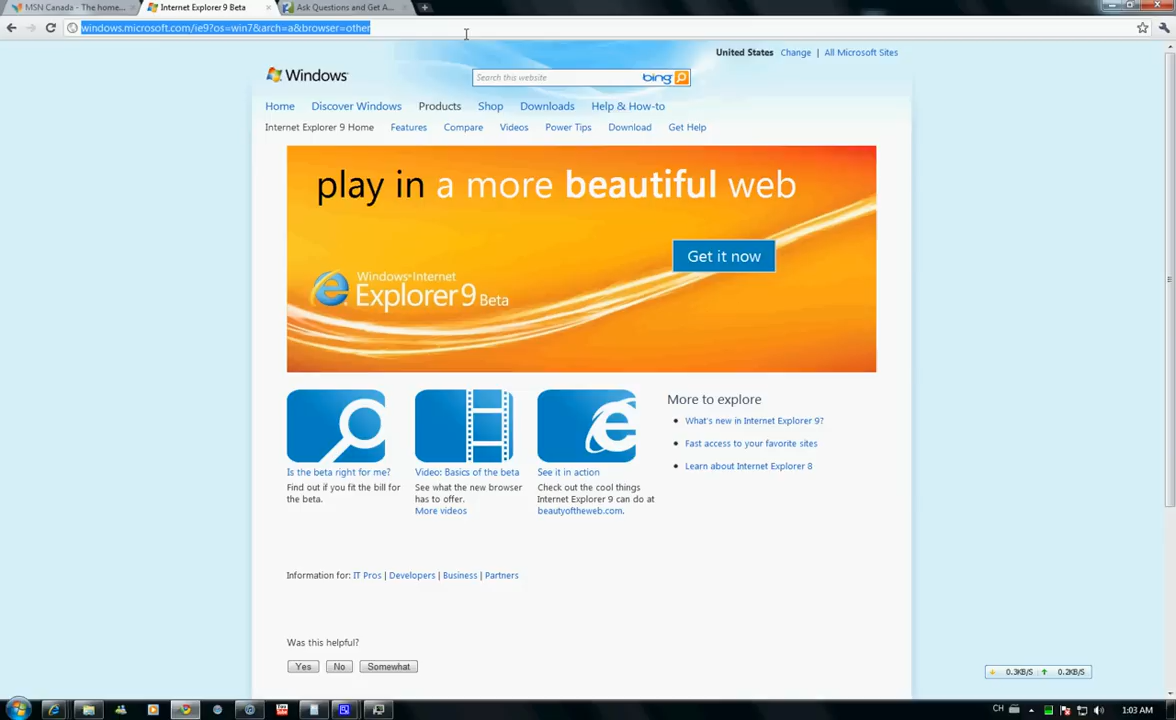 MSN Canada - The home...
Internet Explorer 9 Beta
Ask Questions and Get A...
windows.microsoft.com/ie9?os=win7&arch=a&browser=other
United States Change | All Microsoft Sites
Windows
Search this website bing
Home Discover Windows Products Shop Downloads Help & How-to
Internet Explorer 9 Home Features Compare Videos Power Tips Download Get Help
play in a more beautiful web
Get it now
Windows Internet
Explorer 9 Beta
More to explore
What's new in Internet Explorer 9?
Fast access to your favorite sites
Learn about Internet Explorer 8
Is the beta right for me?
Find out if you fit the bill for
the beta.
Video: Basics of the beta
See what the new browser
has to offer.
More videos
See it in action
Check out the cool things
Internet Explorer 9 can do at
beautyoftheweb.com.
Information for: IT Pros | Developers | Business | Partners
Was this helpful?
Yes No Somewhat
0.3KB/S 0.2KB/S
CH 1:03 AM